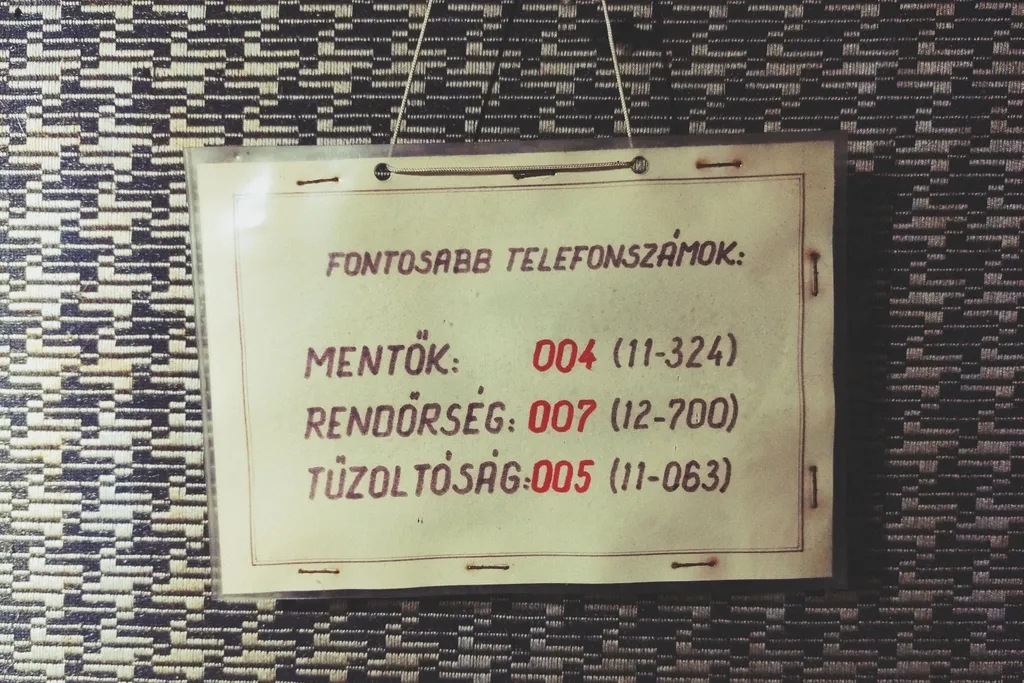 FONTOSABB TELEFONSZÁMOK:
MENTŐK: 004 (11-324)
RENDŐRSÉG: 007 (12-700)
TŰZOLTÓSÁG: 005 (11-063)